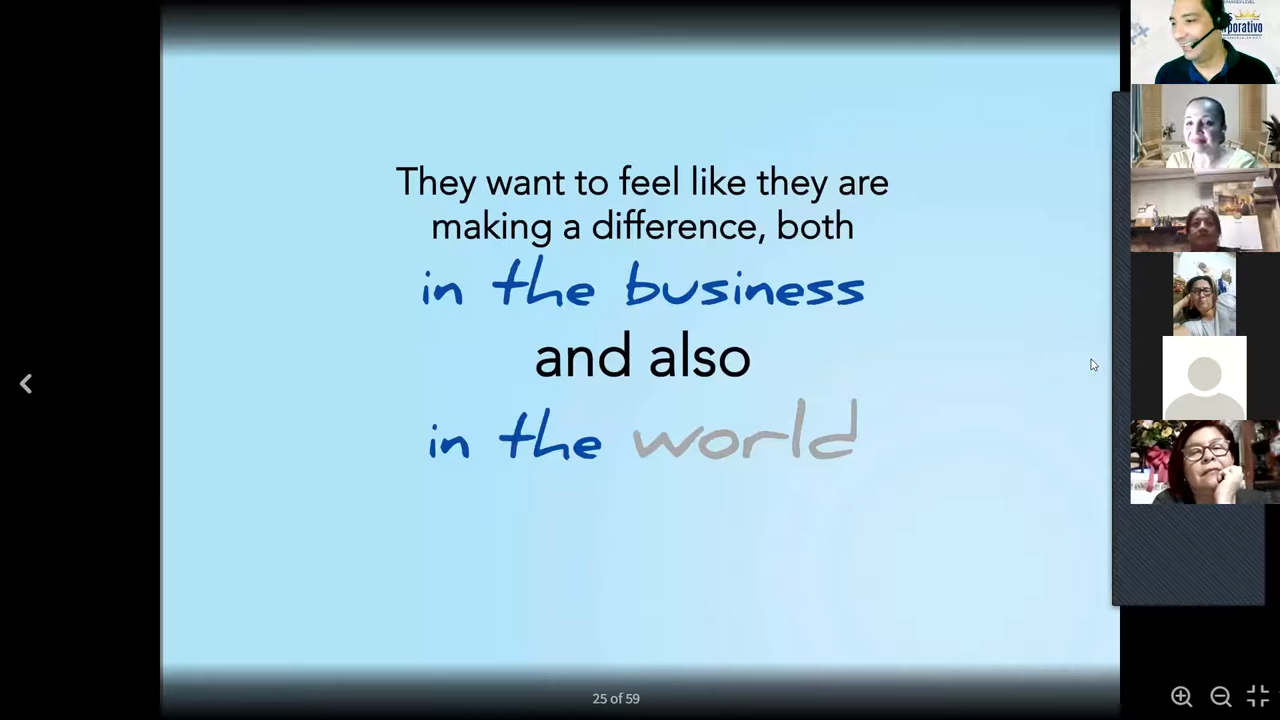 They want to feel like they are
making a difference, both
in the business
and also
in the world
25 of 59